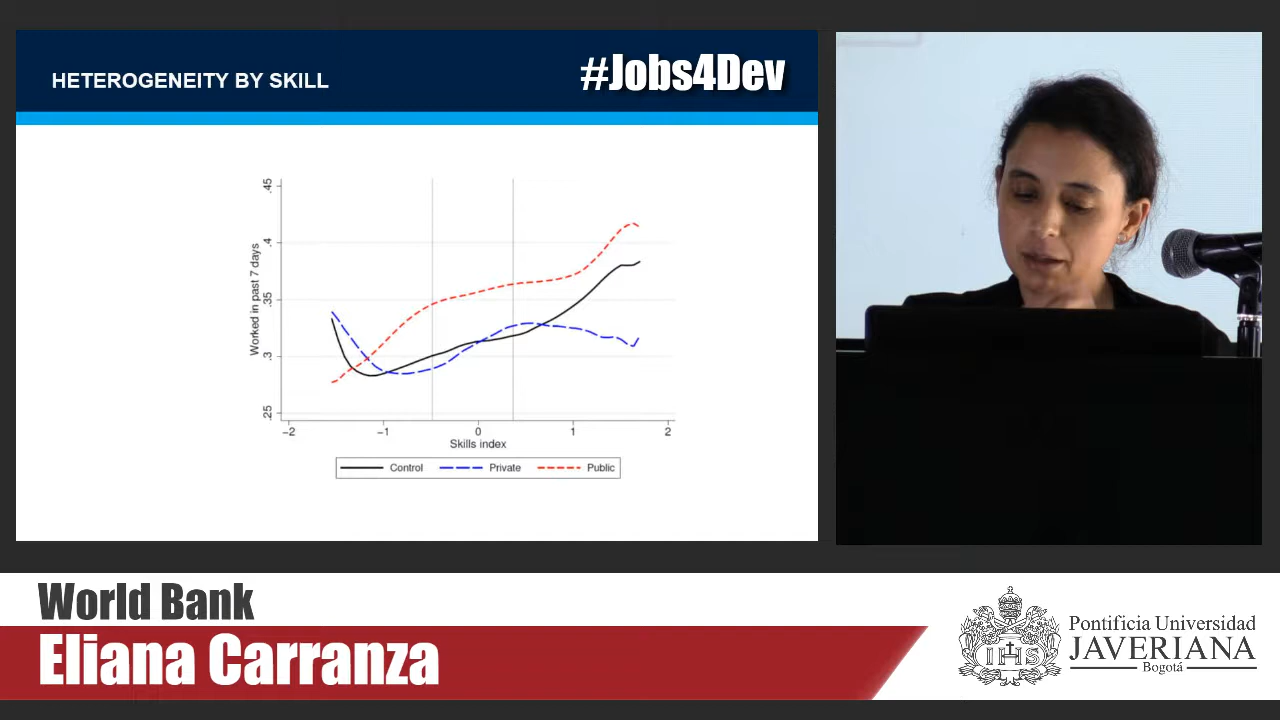 HETEROGENEITY BY SKILL
#Jobs4Dev
Worked in past 7 days
.45
.4
.35
.3
.25
−2
−1
0
1
2
Skills index
Control
Private
Public
World Bank
Eliana Carranza
IHS
Pontificia Universidad
JAVERIANA
Bogotá